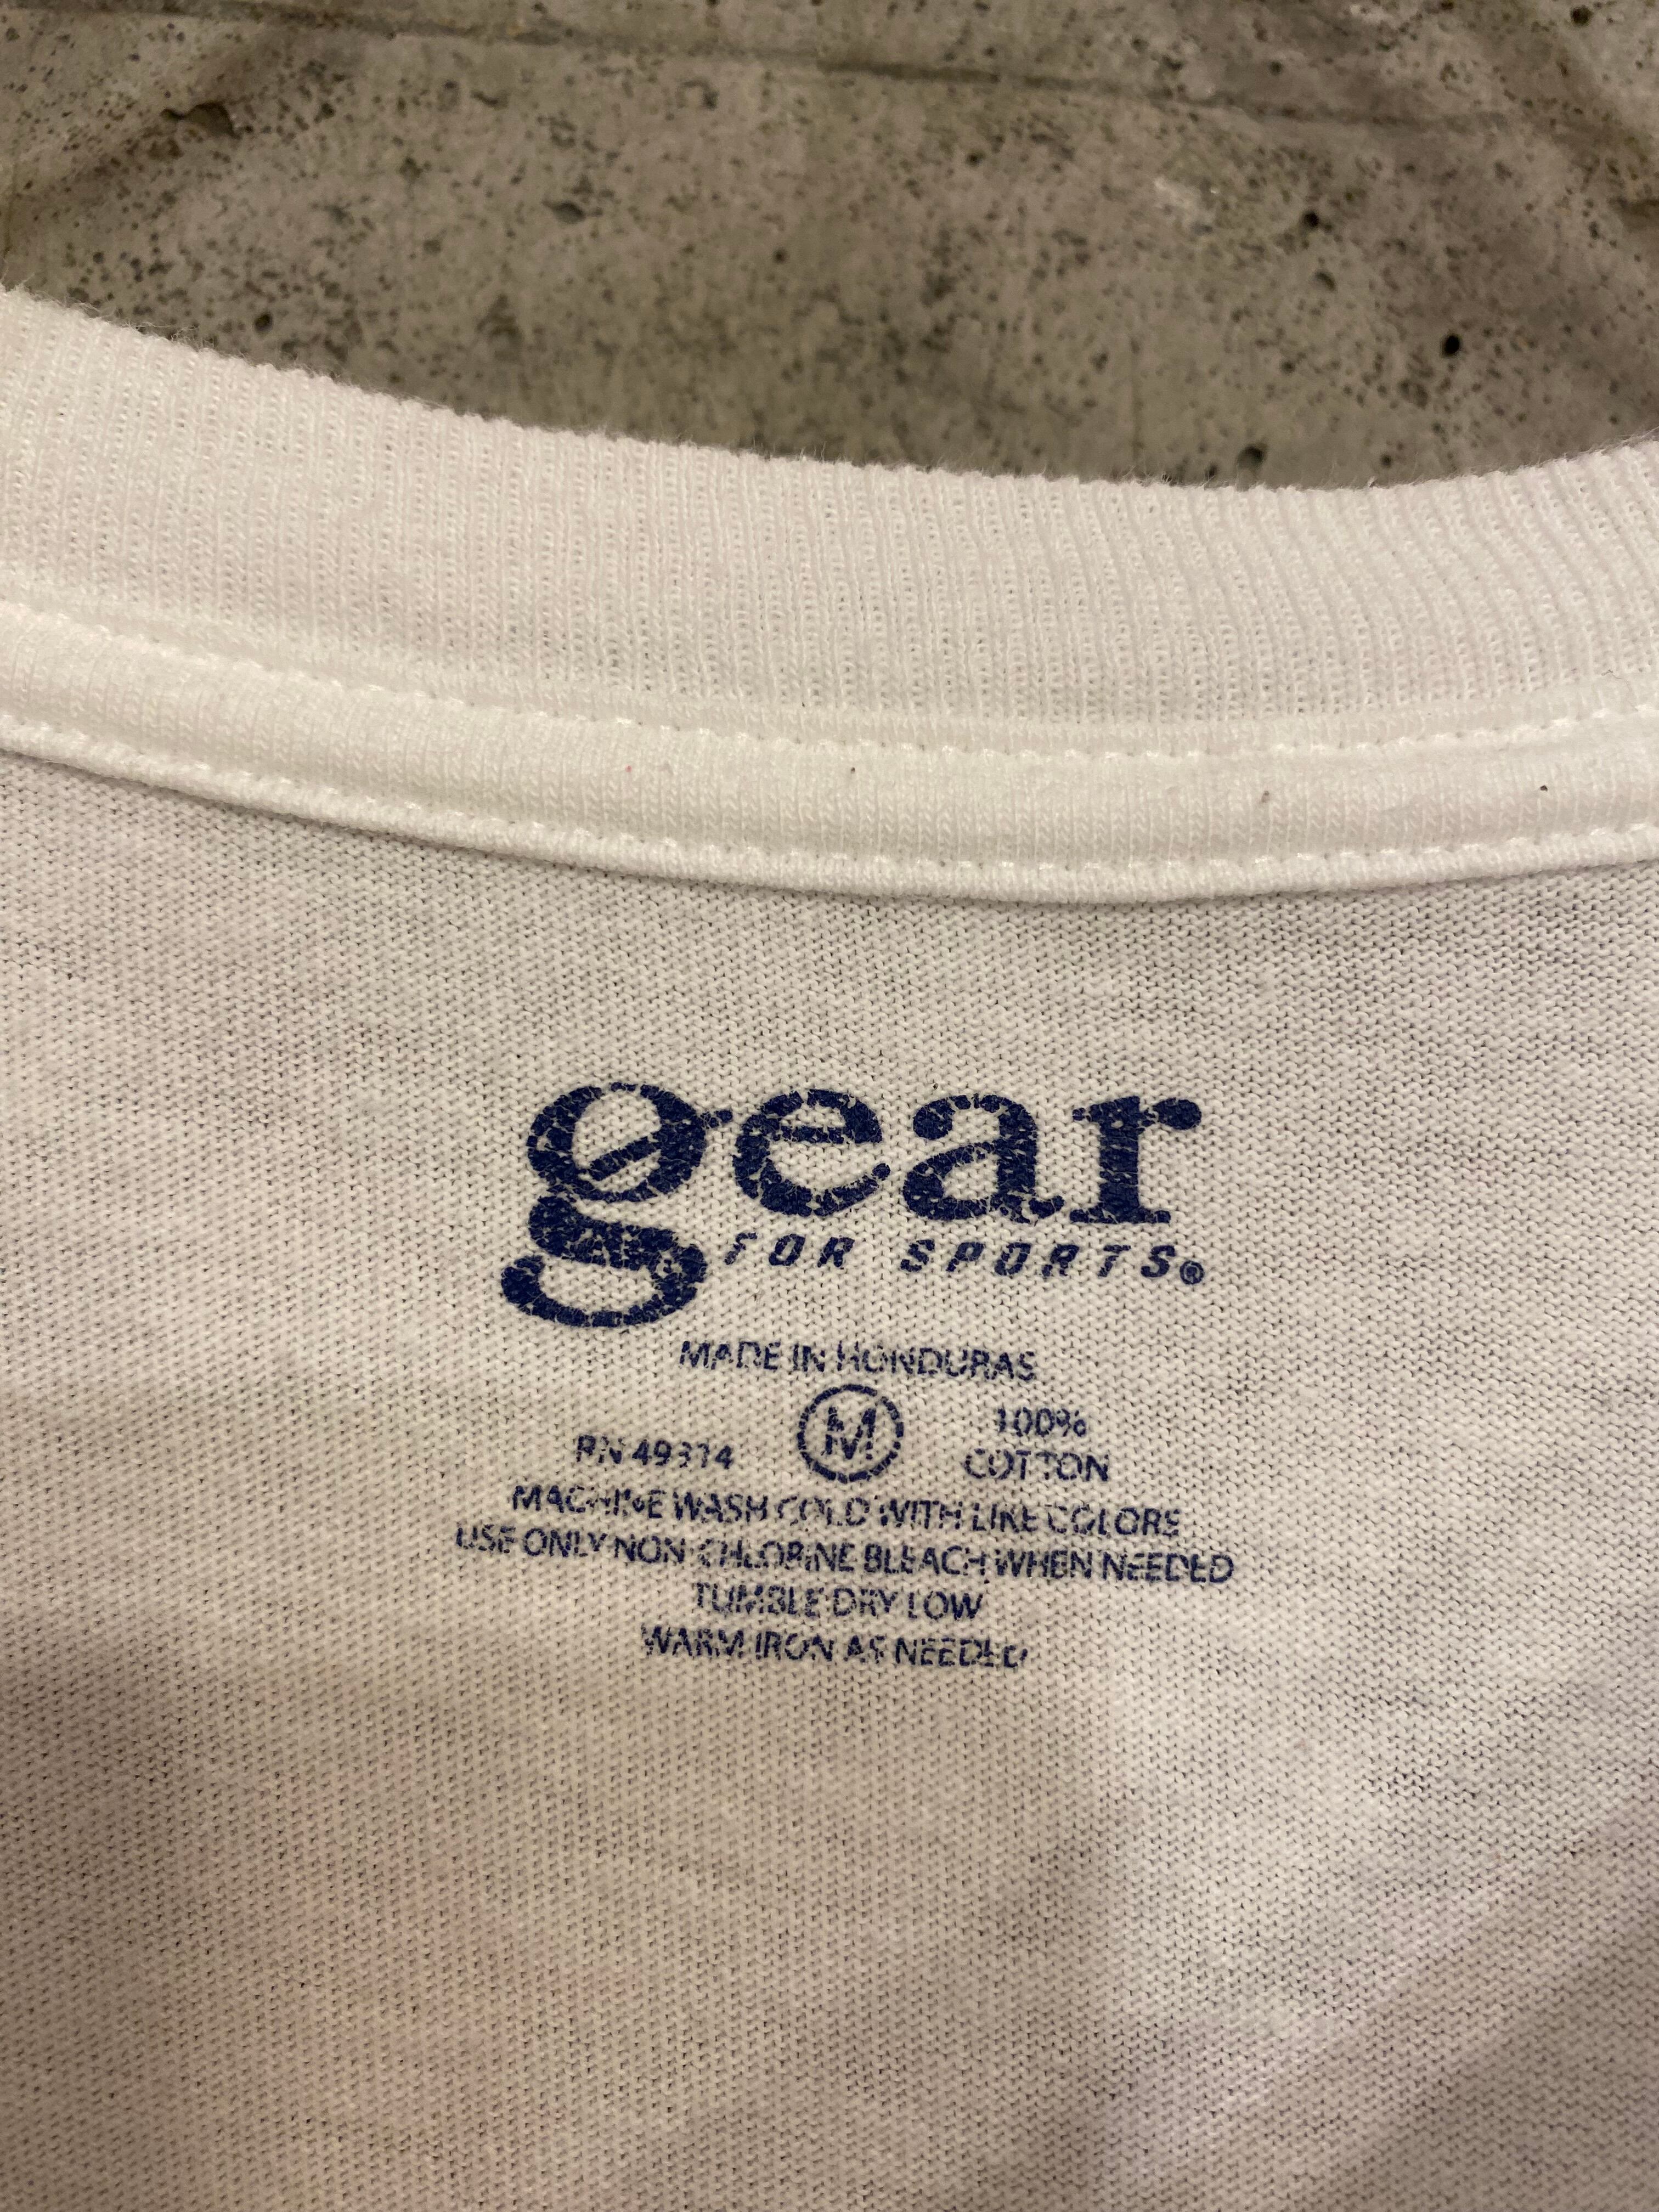 gear
FOR SPORTS®
MADE IN HONDURAS
RN 49314 M 100%
COTTON
MACHINE WASH COLD WITH LIKE COLORS
USE ONLY NON-CHLORINE BLEACH WHEN NEEDED
TUMBLE DRY LOW
WARM IRON AS NEEDED